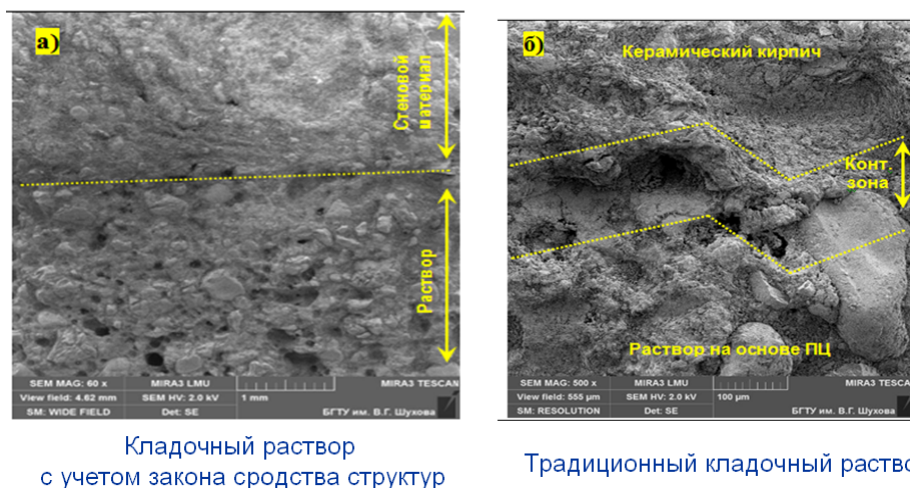 а)
Стеновой
материал
Раствор
SEM MAG: 60 x
MIRA3 LMU
MIRA3 TESCAN
View field: 4.62 mm
SEM HV: 2.0 kV
1 mm
SM: WIDE FIELD
Det: SE
БГТУ им. В.Г. Шухова
Кладочный раствор
с учетом закона сродства структур
б)
Керамический кирпич
Конт.
зона
Раствор на основе ПЦ
SEM MAG: 500 x
MIRA3 LMU
MIRA3 TESCA
View field: 555 µm
SEM HV: 2.0 kV
100 µm
SM: RESOLUTION
Det: SE
БГТУ им. В.Г. Шухова
Традиционный кладочный раство